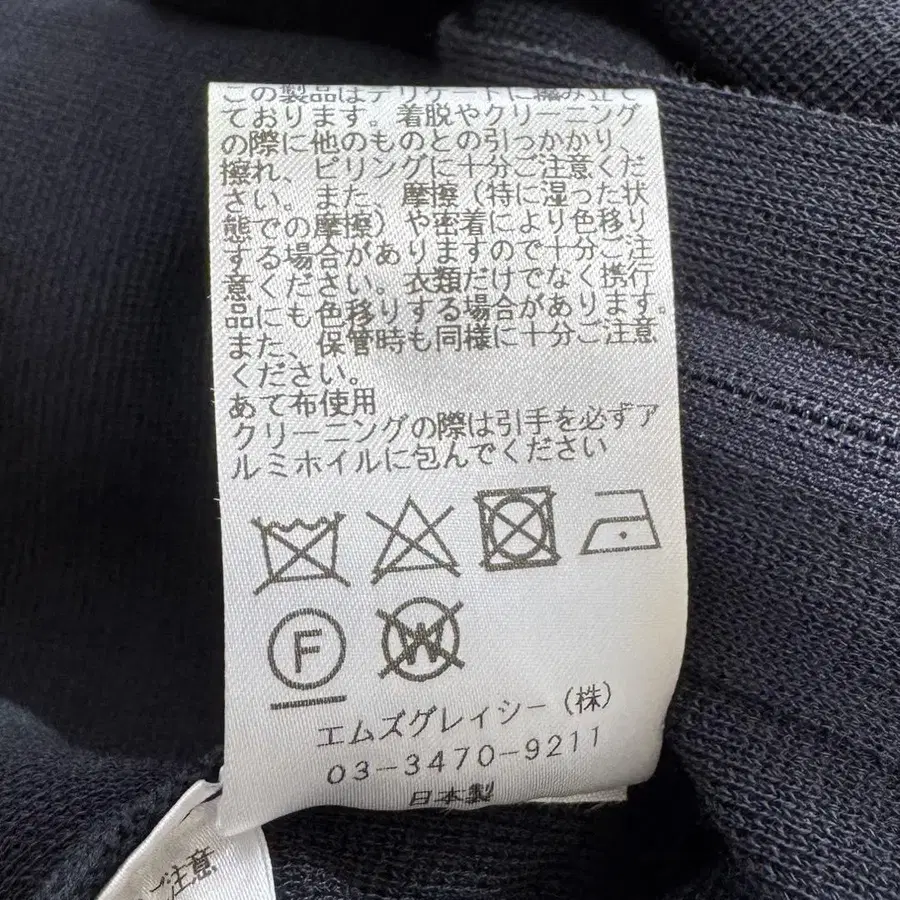 この製品はデリケートに編み立
ております。着脱やクリーニング
の際に他のものとの引っかかり、
擦れ、ピリングに十分ご注意くだ
さい。また、摩擦（特に湿った状
態での摩擦）や密着により色移り
する場合がありますので十分ご注
意ください。衣類だけでなく携行
品にも色移りする場合があります。
また、保管時も同様に十分ご注意
ください。
あて布使用
クリーニングの際は引手を必ずア
ルミホイルに包んでください
F
W
エムズグレイシー（株）
03-3470-9211
日本製
ご注意